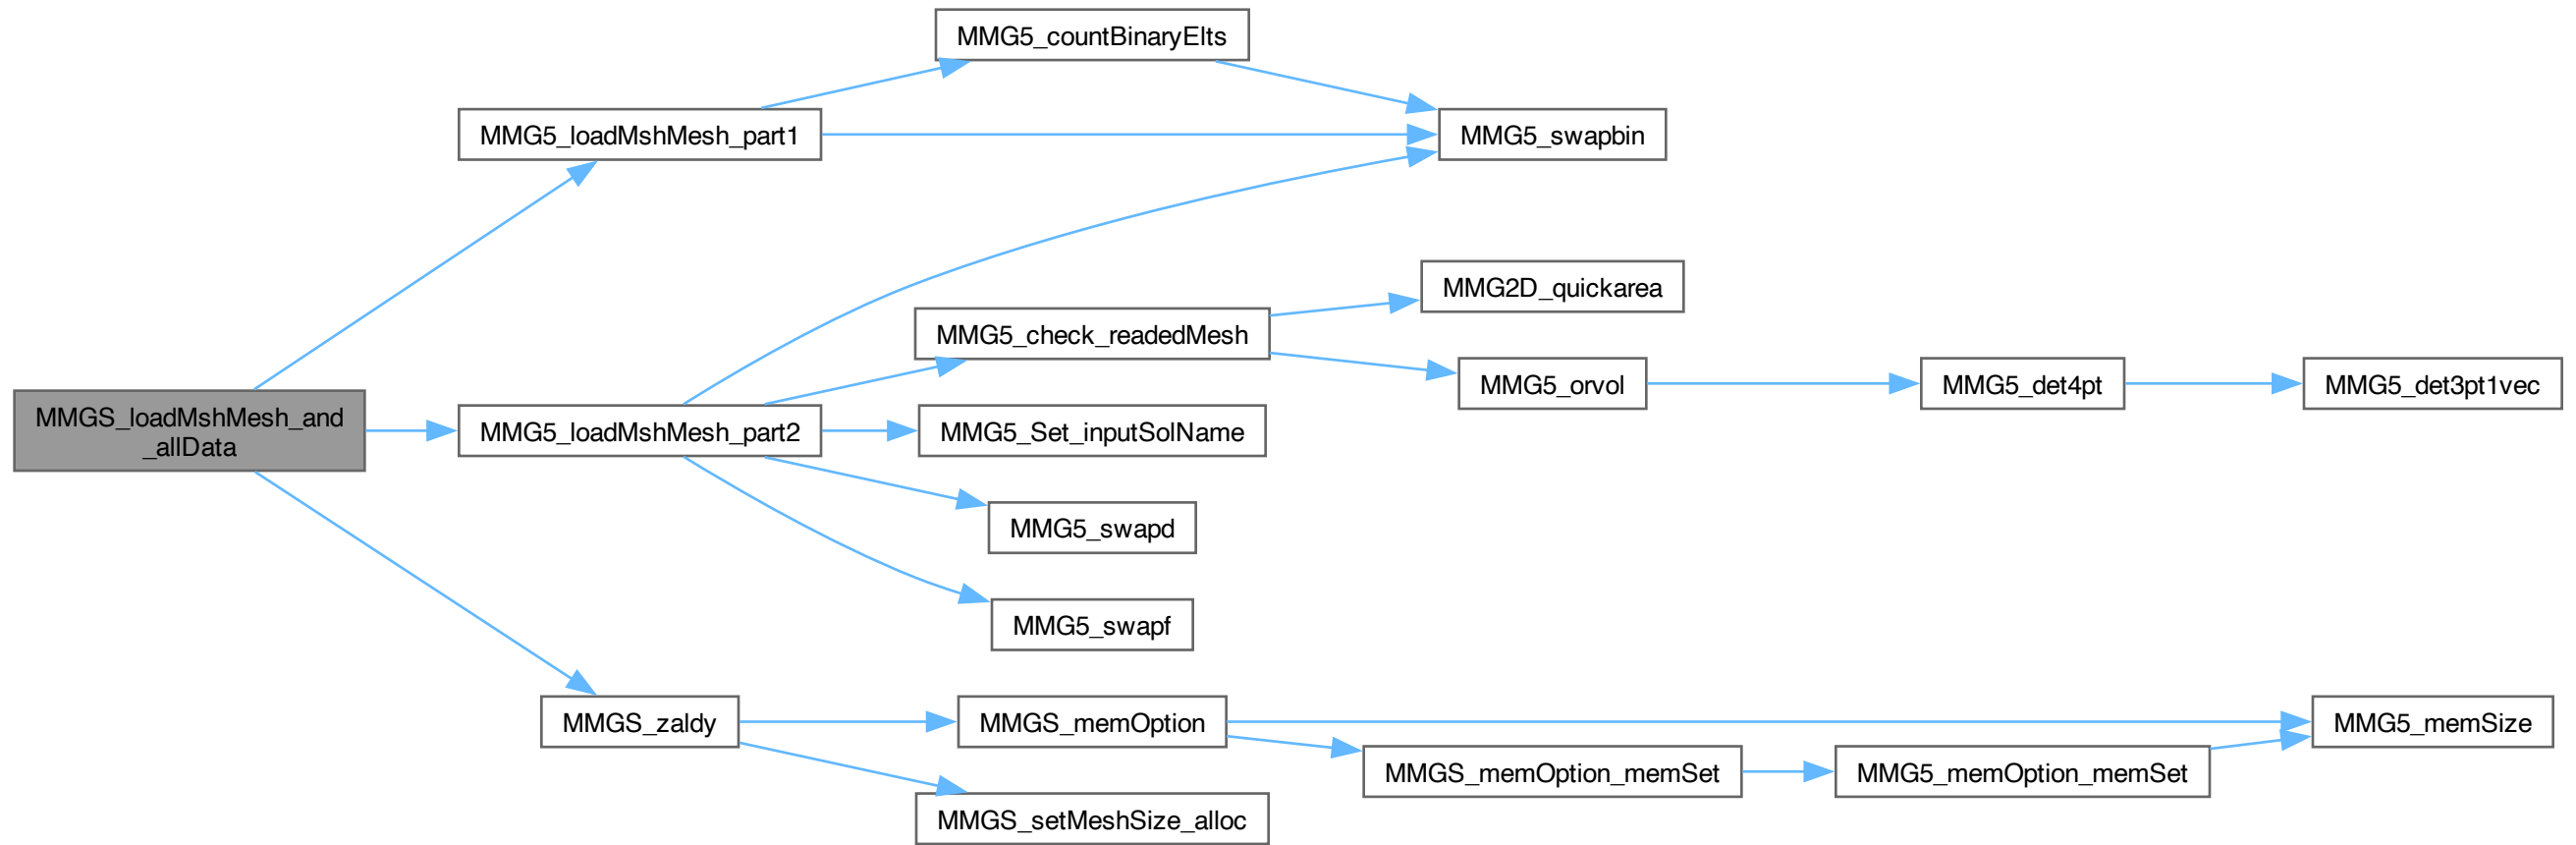 MMG5_countBinaryElts
MMG5_loadMshMesh_part1
MMG5_swapbin
MMG2D_quickarea
MMG5_check_readedMesh
MMG5_orvol
MMG5_det4pt
MMG5_det3pt1vec
MMGS_loadMshMesh_and
_allData
MMG5_loadMshMesh_part2
MMG5_Set_inputSolName
MMG5_swapd
MMG5_swapf
MMGS_zaldy
MMGS_memOption
MMG5_memSize
MMGS_memOption_memSet
MMG5_memOption_memSet
MMGS_setMeshSize_alloc